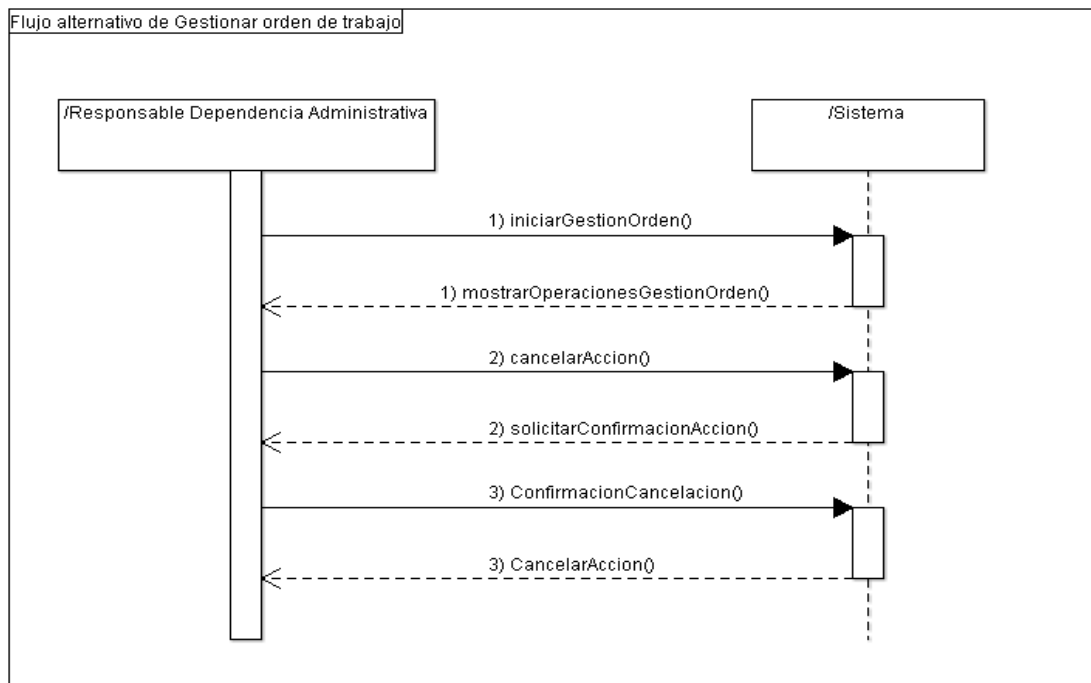 Flujo alternativo de Gestionar orden de trabajo
/Responsable Dependencia Administrativa
/Sistema
1) iniciarGestionOrden()
1) mostrarOperacionesGestionOrden()
2) cancelarAccion()
2) solicitarConfirmacionAccion()
3) ConfirmacionCancelacion()
3) CancelarAccion()